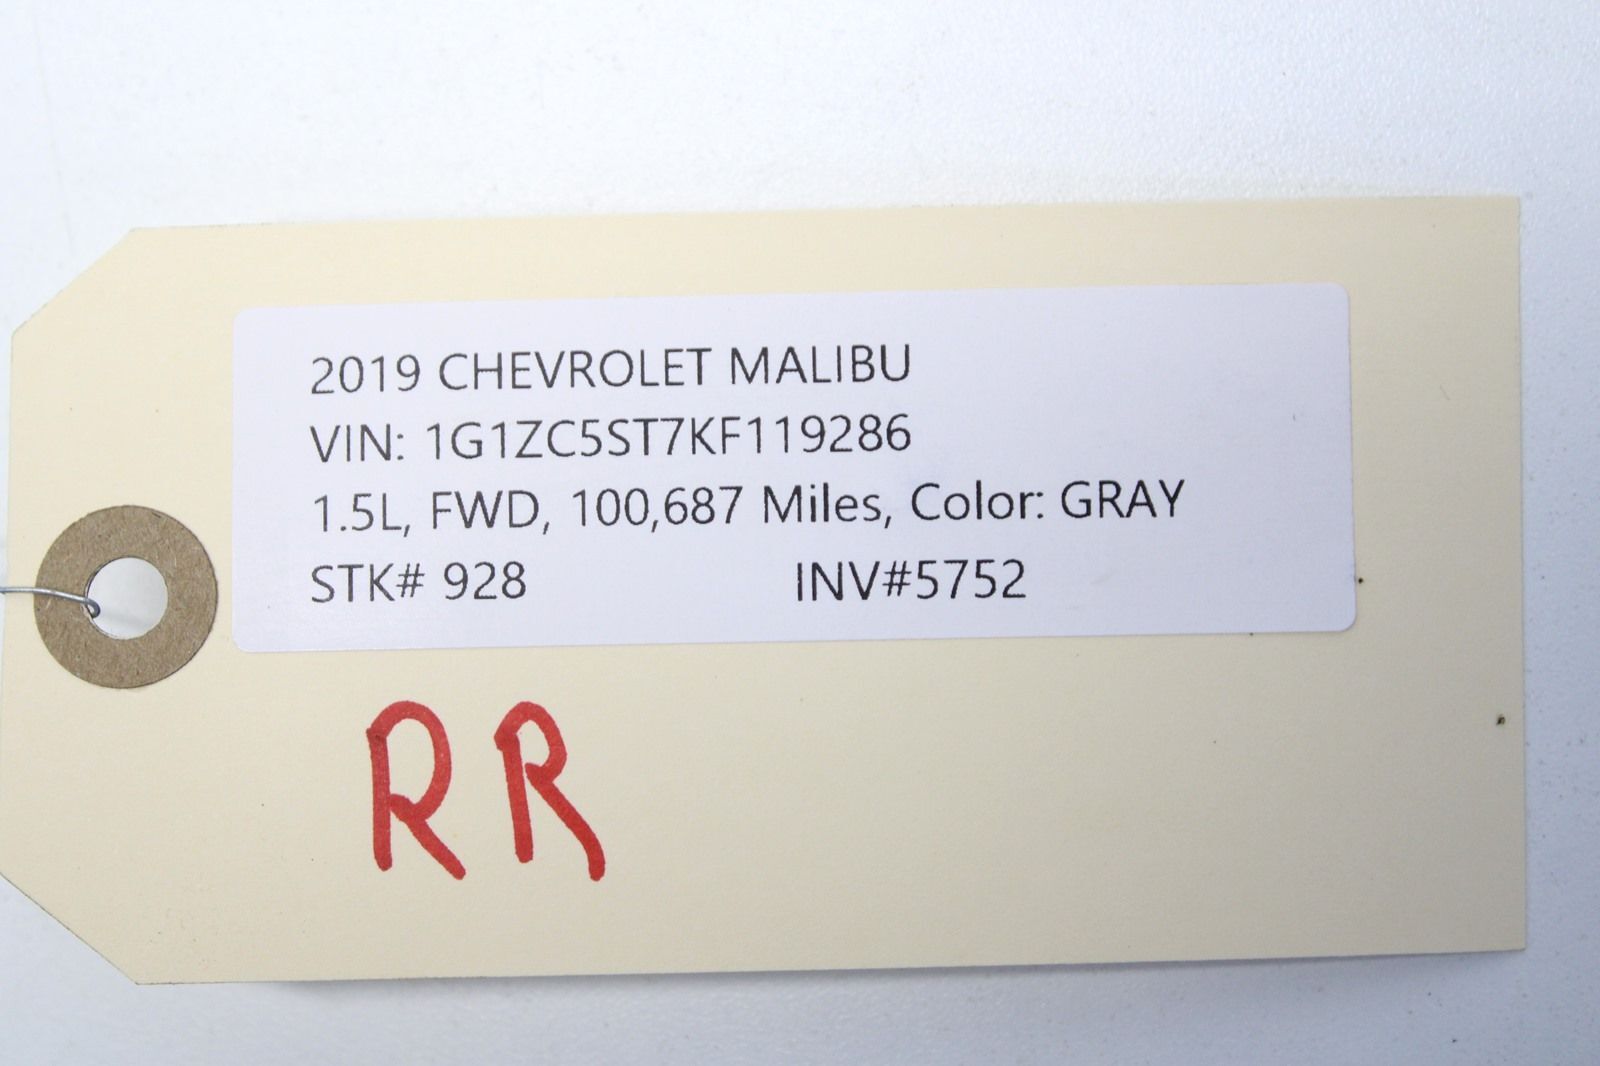 2019 CHEVROLET MALIBU
VIN: 1G1ZC5ST7KF119286
1.5L, FWD, 100,687 Miles, Color: GRAY
STK# 928 INV#5752
RR